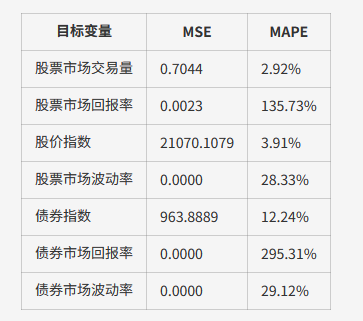 目标变量 MSE MAPE
股票市场交易量 0.7044 2.92%
股票市场回报率 0.0023 135.73%
股价指数 21070.1079 3.91%
股票市场波动率 0.0000 28.33%
债券指数 963.8889 12.24%
债券市场回报率 0.0000 295.31%
债券市场波动率 0.0000 29.12%